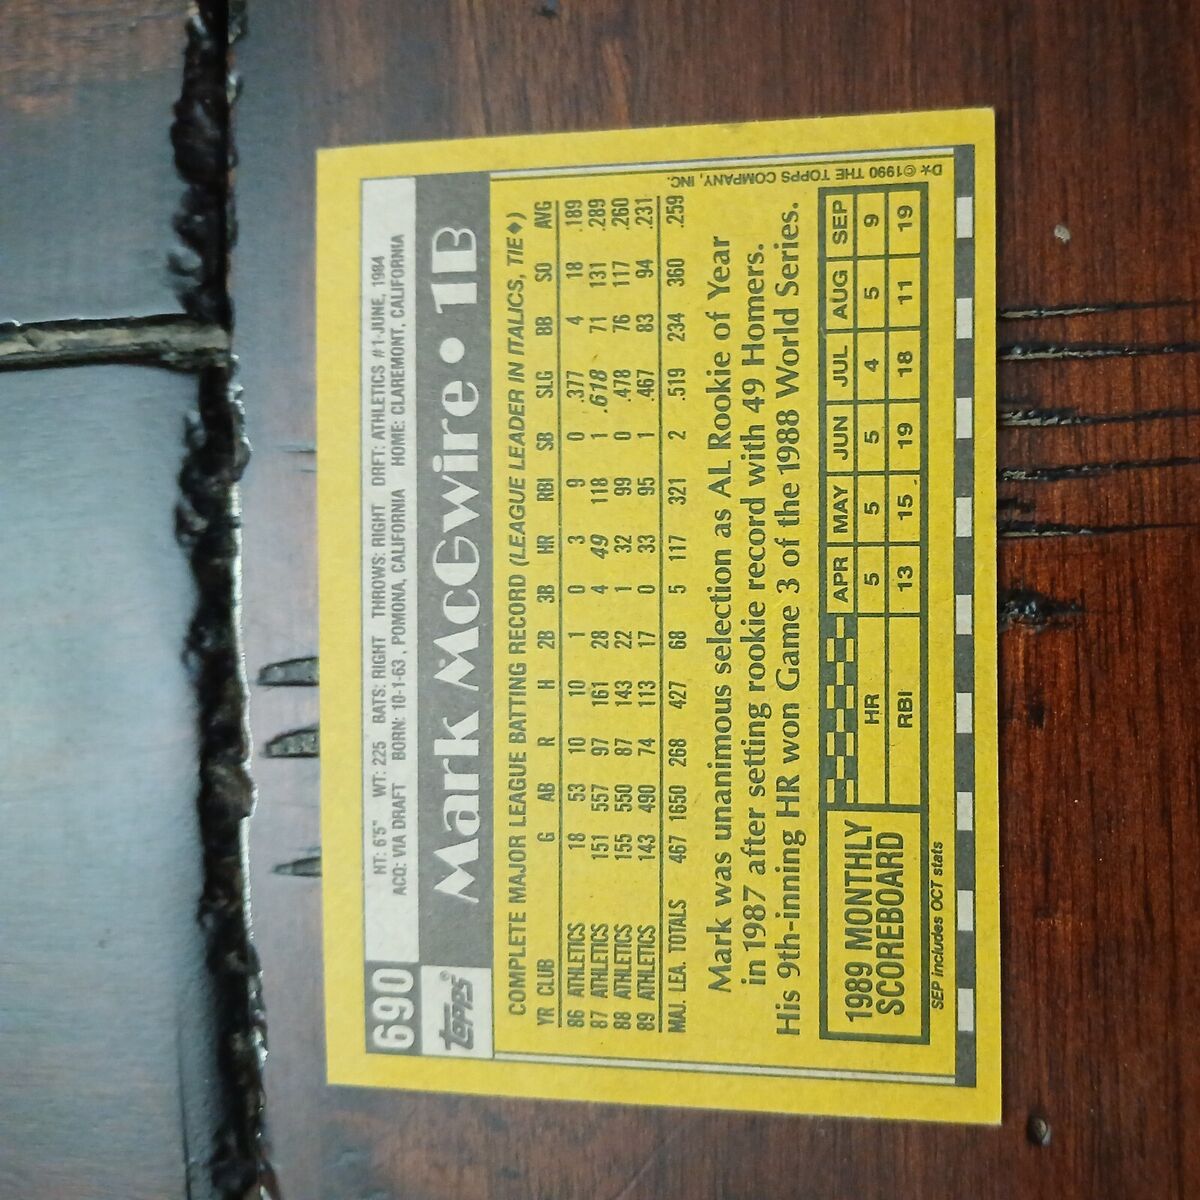 690
HT: 6'5" WT: 225 BATS: RIGHT THROWS: RIGHT DRFT: ATHLETICS #1-JUNE, 1984
ACQ: VIA DRAFT BORN: 10-1-63, POMONA, CALIFORNIA HOME: CLAREMONT, CALIFORNIA
TOPPS® Mark McGwire • 1B
COMPLETE MAJOR LEAGUE BATTING RECORD (LEAGUE LEADER IN ITALICS, TIE♦)
YR CLUB G AB R H 2B 3B HR RBI SB SLG BB SO AVG
86 ATHLETICS 18 53 10 10 1 0 3 9 0 .377 4 18 .189
87 ATHLETICS 151 557 97 161 28 4 49 118 1 .618 71 131 .289
88 ATHLETICS 155 550 87 143 22 1 32 99 0 .478 76 117 .260
89 ATHLETICS 143 490 74 113 17 0 33 95 1 .467 83 94 .231
MAJ. LEA. TOTALS 467 1650 268 427 68 5 117 321 2 .519 234 360 .259
Mark was unanimous selection as AL Rookie of Year
in 1987 after setting rookie record with 49 Homers.
His 9th-inning HR won Game 3 of the 1988 World Series.
1989 MONTHLY
SCOREBOARD
APR MAY JUN JUL AUG SEP
HR 5 5 5 4 5 9
RBI 13 15 19 18 11 19
SEP includes OCT stats
D* ©1990 THE TOPPS COMPANY, INC.